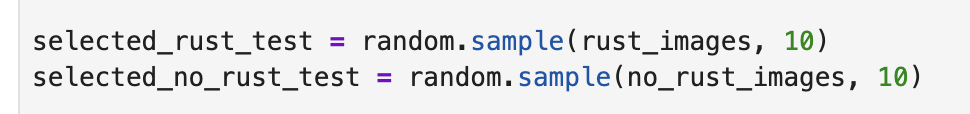 selected_rust_test = random.sample(rust_images, 10)
selected_no_rust_test = random.sample(no_rust_images, 10)